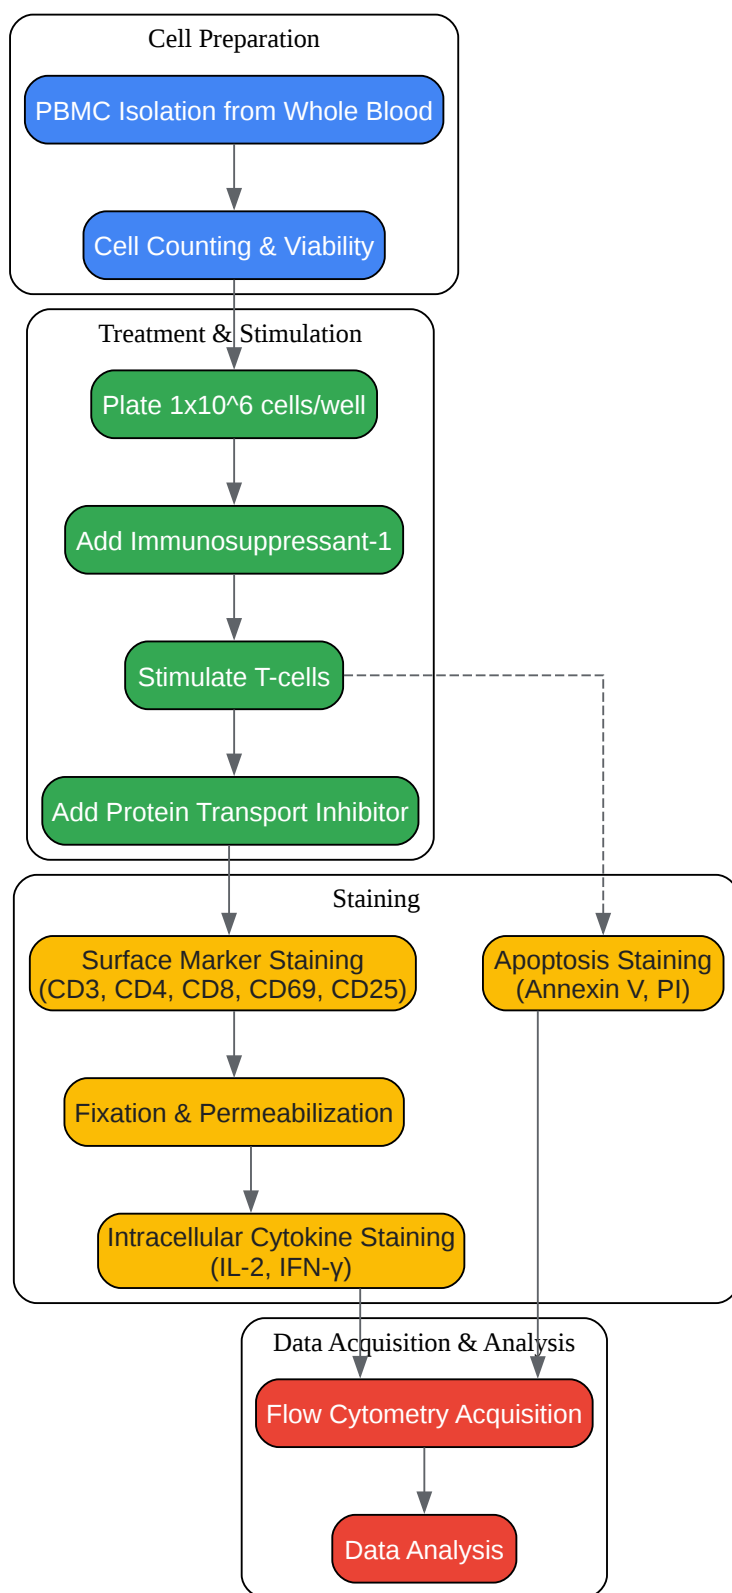 Cell Preparation
PBMC Isolation from Whole Blood
Cell Counting & Viability
Treatment & Stimulation
Plate 1x10^6 cells/well
Add Immunosuppressant-1
Stimulate T-cells
Add Protein Transport Inhibitor
Staining
Surface Marker Staining
(CD3, CD4, CD8, CD69, CD25)
Apoptosis Staining
(Annexin V, PI)
Fixation & Permeabilization
Intracellular Cytokine Staining
(IL-2, IFN-γ)
Data Acquisition & Analysis
Flow Cytometry Acquisition
Data Analysis